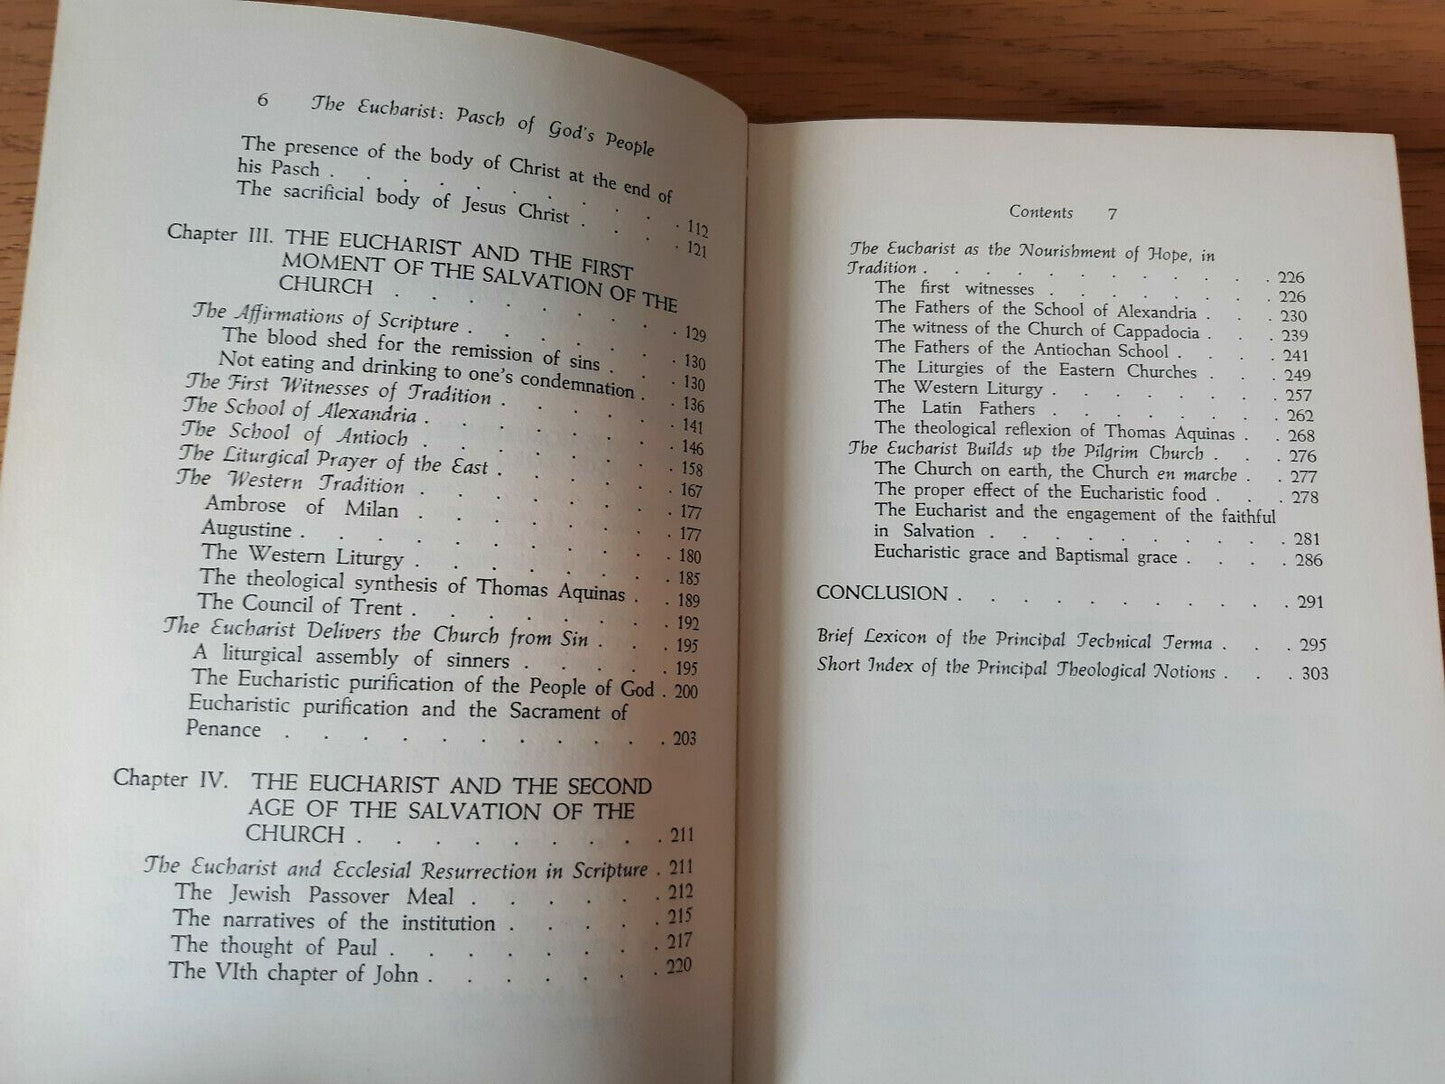 6 The Eucharist: Pasch of God's People
The presence of the body of Christ at the end of
his Pasch . . . . . . . . . . 112
The sacrificial body of Jesus Christ . . . . 121
Chapter III. THE EUCHARIST AND THE FIRST
MOMENT OF THE SALVATION OF THE
CHURCH . . . . . . . . 129
The Affirmations of Scripture . . . . . . 130
The blood shed for the remission of sins . . . 130
Not eating and drinking to one's condemnation . . 136
The First Witnesses of Tradition . . . . . 141
The School of Alexandria . . . . . . . 146
The School of Antioch . . . . . . . 158
The Liturgical Prayer of the East . . . . . 167
The Western Tradition . . . . . . . 177
Ambrose of Milan . . . . . . . 177
Augustine . . . . . . . . . . 180
The Western Liturgy . . . . . . . 185
The theological synthesis of Thomas Aquinas . . 189
The Council of Trent . . . . . . . 192
The Eucharist Delivers the Church from Sin . . . 195
A liturgical assembly of sinners . . . . . 195
The Eucharistic purification of the People of God . 200
Eucharistic purification and the Sacrament of
Penance . . . . . . . . . . 203
Chapter IV. THE EUCHARIST AND THE SECOND
AGE OF THE SALVATION OF THE
CHURCH . . . . . . . . 211
The Eucharist and Ecclesial Resurrection in Scripture . 211
The Jewish Passover Meal . . . . . 212
The narratives of the institution . . . . 215
The thought of Paul . . . . . . . 217
The VIth chapter of John . . . . . . 220
Contents 7
The Eucharist as the Nourishment of Hope, in
Tradition . . . . . . . . . . 226
The first witnesses . . . . . . . 226
The Fathers of the School of Alexandria . . . 230
The witness of the Church of Cappadocia . . . 239
The Fathers of the Antiochan School . . . . 241
The Liturgies of the Eastern Churches . . . 249
The Western Liturgy . . . . . . . 257
The Latin Fathers . . . . . . . 262
The theological reflexion of Thomas Aquinas . . 268
The Eucharist Builds up the Pilgrim Church . . . 276
The Church on earth, the Church en marche . . 277
The proper effect of the Eucharistic food . . . 278
The Eucharist and the engagement of the faithful
in Salvation . . . . . . . . . 281
Eucharistic grace and Baptismal grace . . . . 286
CONCLUSION . . . . . . . . . . 291
Brief Lexicon of the Principal Technical Terma . . . 295
Short Index of the Principal Theological Notions . . . 303